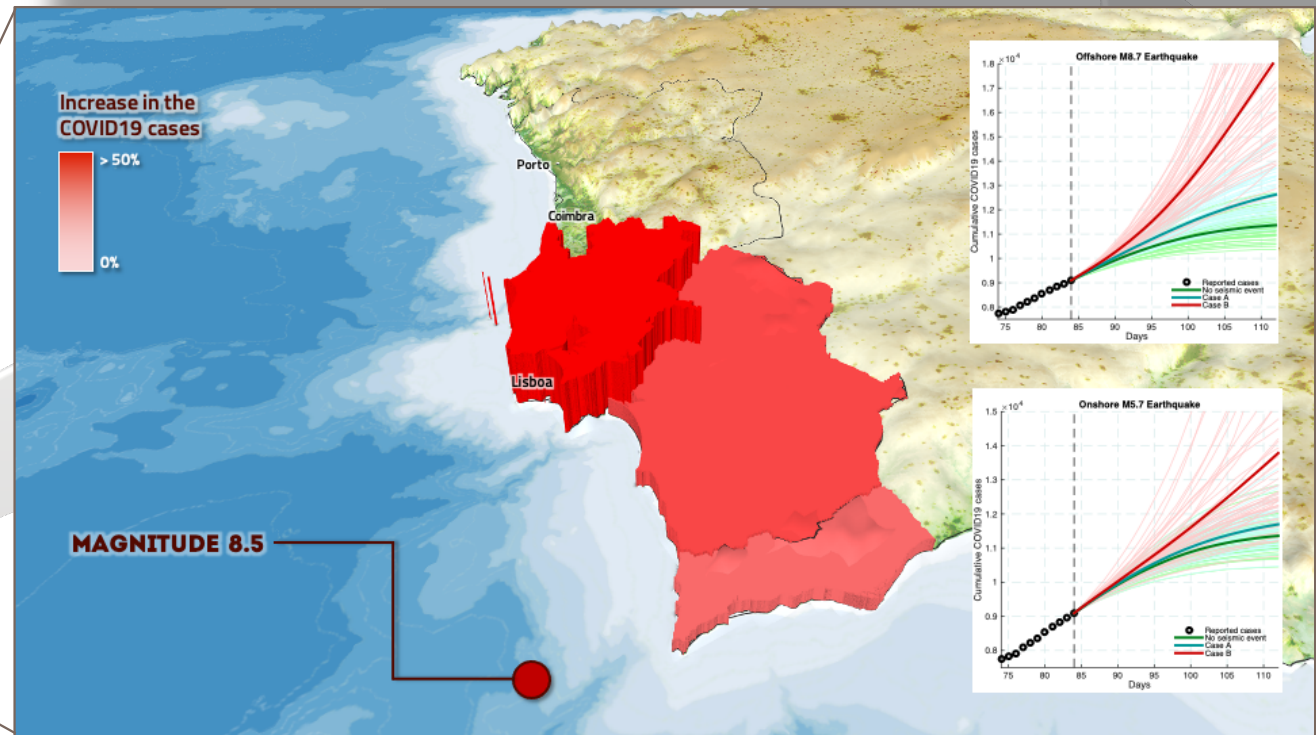 Increase in the
COVID19 cases
> 50%
0%
Porto
Coimbra
Lisboa
MAGNITUDE 8.5
Offshore M8.7 Earthquake
×10⁴
1.8
1.7
1.6
1.5
1.4
1.3
1.2
1.1
1
0.9
0.8
Cumulative COVID19 cases
75 80 85 90 95 100 105 110
Days
Reported cases
No seismic event
Case A
Case B
Onshore M5.7 Earthquake
×10⁴
1.5
1.4
1.3
1.2
1.1
1
0.9
0.8
Cumulative COVID19 cases
75 80 85 90 95 100 105 110
Days
Reported cases
No seismic event
Case A
Case B